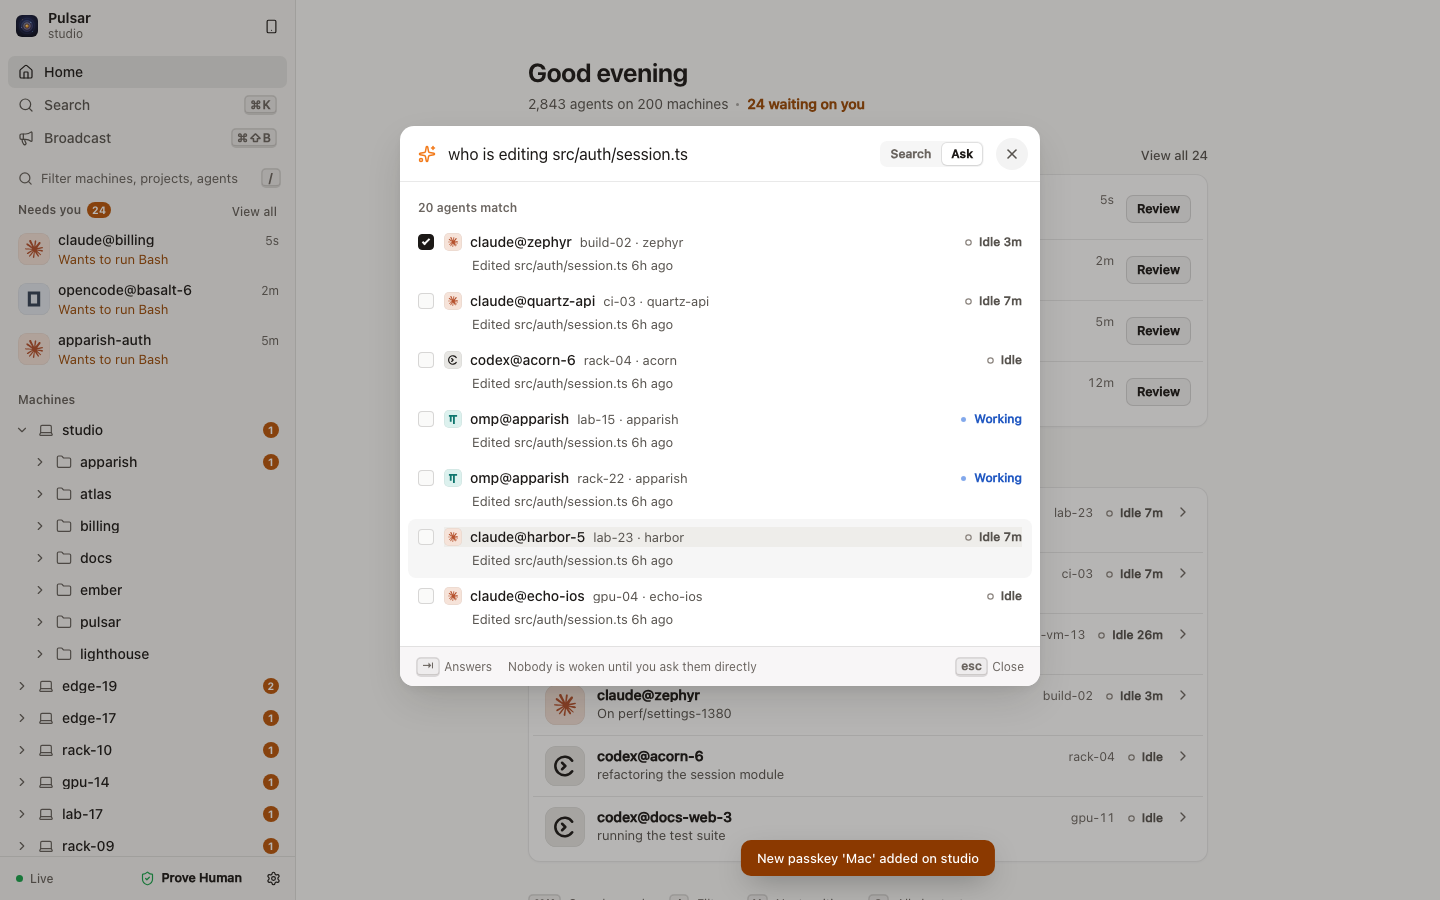 Pulsar
studio
Home
Search ⌘K
Broadcast ⌘⇧B
Filter machines, projects, agents /
Needs you 24 View all
claude@billing 5s
Wants to run Bash
opencode@basalt-6 2m
Wants to run Bash
apparish-auth 5m
Wants to run Bash
Machines
studio 1
apparish 1
atlas
billing
docs
ember
pulsar
lighthouse
edge-19 2
edge-17 1
rack-10 1
gpu-14 1
lab-17 1
rack-09 1
Live Prove Human
Good evening
2,843 agents on 200 machines • 24 waiting on you
View all 24
5s Review
2m Review
5m Review
12m Review
who is editing src/auth/session.ts Search Ask
20 agents match
claude@zephyr build-02 · zephyr Idle 3m
Edited src/auth/session.ts 6h ago
claude@quartz-api ci-03 · quartz-api Idle 7m
Edited src/auth/session.ts 6h ago
codex@acorn-6 rack-04 · acorn Idle
Edited src/auth/session.ts 6h ago
omp@apparish lab-15 · apparish Working
Edited src/auth/session.ts 6h ago
omp@apparish rack-22 · apparish Working
Edited src/auth/session.ts 6h ago
claude@harbor-5 lab-23 · harbor Idle 7m
Edited src/auth/session.ts 6h ago
claude@echo-ios gpu-04 · echo-ios Idle
Edited src/auth/session.ts 6h ago
Answers Nobody is woken until you ask them directly esc Close
lab-23 Idle 7m
ci-03 Idle 7m
-vm-13 Idle 26m
claude@zephyr build-02 Idle 3m
On perf/settings-1380
codex@acorn-6 rack-04 Idle
refactoring the session module
codex@docs-web-3 gpu-11 Idle
running the test suite
New passkey 'Mac' added on studio